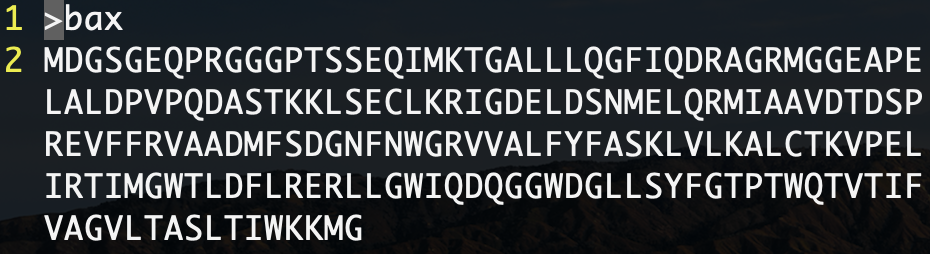 1 >bax
2 MDGSGEQPRGGGPTSSEQIMKTGALLLQGFIQDRAGRMGGEAPE
LALDPVPQDASTKKLSECLKRIGDELDSNMELQRMIAAVDTDSP
REVFFRVAADMFSDGNFNWGRVVALFYFASKLVLKALCTKVPEL
IRTIMGWTLDFLRERLLGWIQDQGGWDGLLSYFGTPTWQTVTIF
VAGVLTASLTIWKKMG